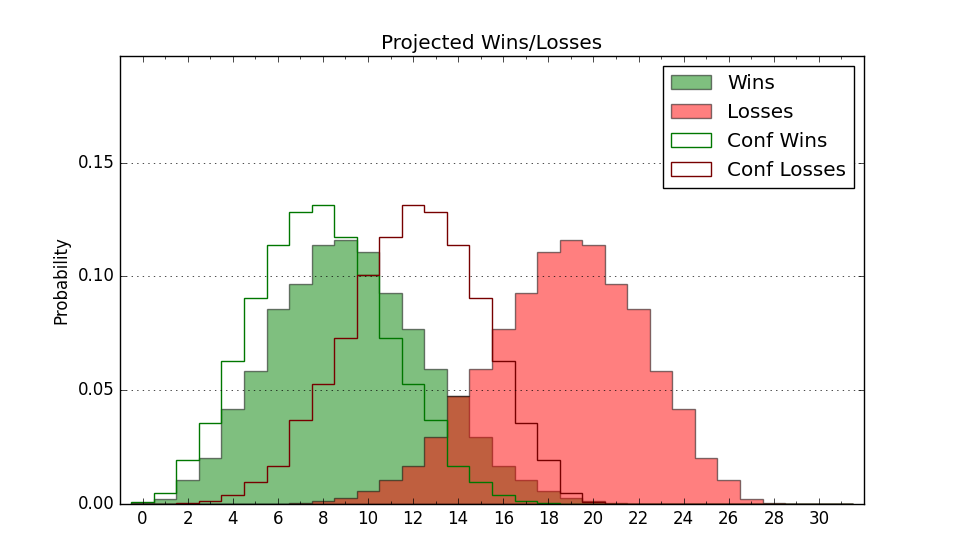 Projected Wins/Losses
Wins
Losses
Conf Wins
Conf Losses
Probability
0.15
0.10
0.05
0.00
0 2 4 6 8 10 12 14 16 18 20 22 24 26 28 30